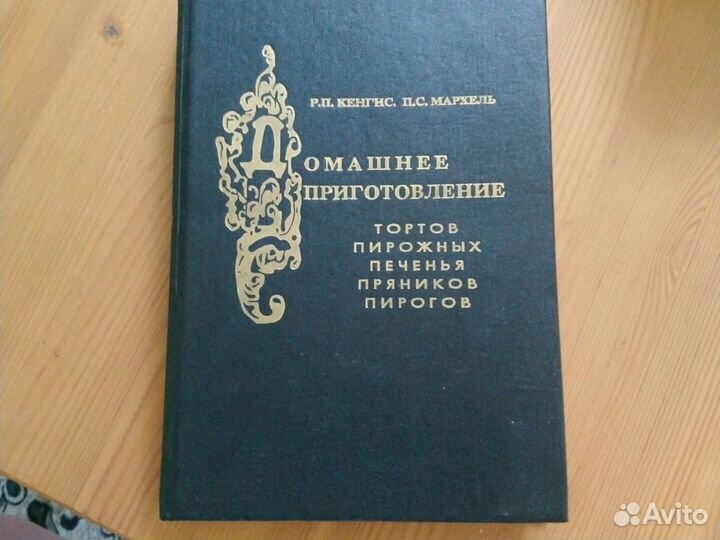 Р.П. КЕНГИС. П.С. МАРХЕЛЬ
ДОМАШНЕЕ
ПРИГОТОВЛЕНИЕ
ТОРТОВ
ПИРОЖНЫХ
ПЕЧЕНЬЯ
ПРЯНИКОВ
ПИРОГОВ
Avito